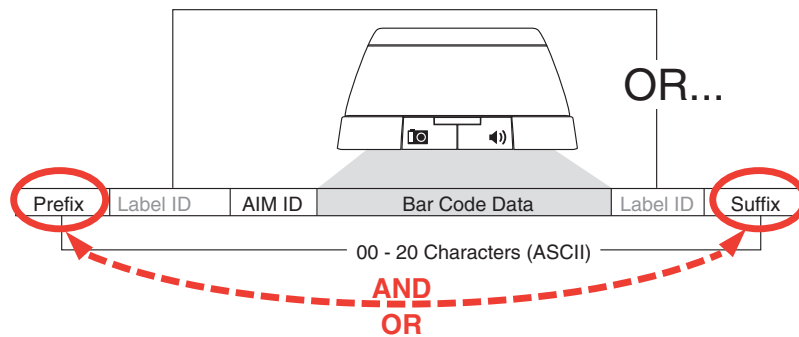 OR...
Prefix Label ID AIM ID Bar Code Data Label ID Suffix
00 - 20 Characters (ASCII)
AND
OR